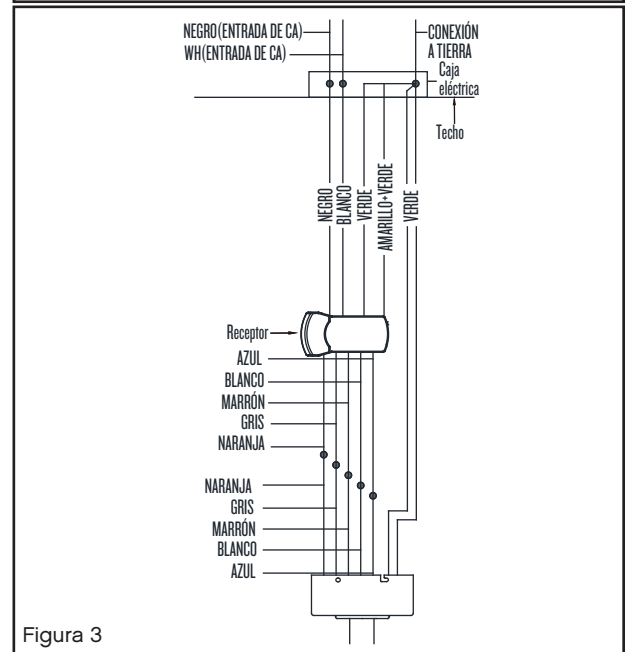 NEGRO(ENTRADA DE CA)
WH(ENTRADA DE CA)
CONEXIÓN
A TIERRA
Caja
eléctrica
Techo
NEGRO
BLANCO
VERDE
AMARILLO+VERDE
VERDE
Receptor
AZUL
BLANCO
MARRÓN
GRIS
NARANJA
NARANJA
GRIS
MARRÓN
BLANCO
AZUL
Figura 3